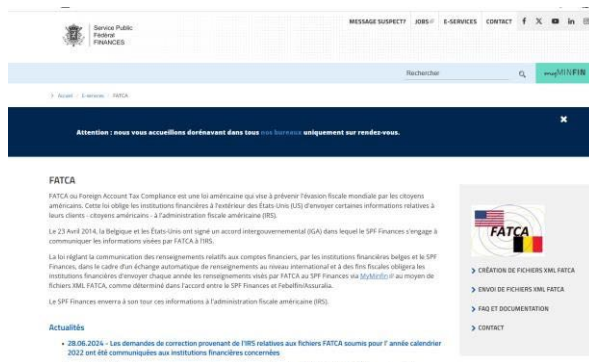 MESSAGE SUSPECT? JOBS E-SERVICES CONTACT
Service Public
Fédéral
FINANCES
Rechercher
myMINFIN
Accueil / E-services / FATCA
Attention : nous vous accueillons dorénavant dans tous nos bureaux uniquement sur rendez-vous.
FATCA
FATCA ou Foreign Account Tax Compliance est une loi américaine qui vise à prévenir l'évasion fiscale mondiale par les citoyens
américains. Cette loi oblige les institutions financières à l'extérieur des États-Unis (US) d'envoyer certaines informations relatives à
leurs clients - citoyens américains - à l'administration fiscale américaine (IRS).
Le 23 Avril 2014, la Belgique et les États-Unis ont signé un accord intergouvernemental (IGA) dans lequel le SPF Finances s'engage à
communiquer les informations visées par FATCA à l'IRS.
La loi réglant la communication des renseignements relatifs aux comptes financiers, par les institutions financières belges et le SPF
Finances, dans le cadre d'un échange automatique de renseignements au niveau international et à des fins fiscales obligera les
institutions financières d'envoyer chaque année les renseignements visés par FATCA au SPF Finances via MyMinfin au moyen de
fichiers XML FATCA, comme déterminé dans l'accord entre le SPF Finances et Febelfin/Assuralia.
Le SPF Finances enverra à son tour ces informations à l'administration fiscale américaine (IRS).
Actualités
28.06.2024 - Les demandes de correction provenant de l'IRS relatives aux fichiers FATCA soumis pour l' année calendrier
2022 ont été communiquées aux institutions financières concernées
FATCA
CRÉATION DE FICHIERS XML FATCA
ENVOI DE FICHIERS XML FATCA
FAQ ET DOCUMENTATION
CONTACT